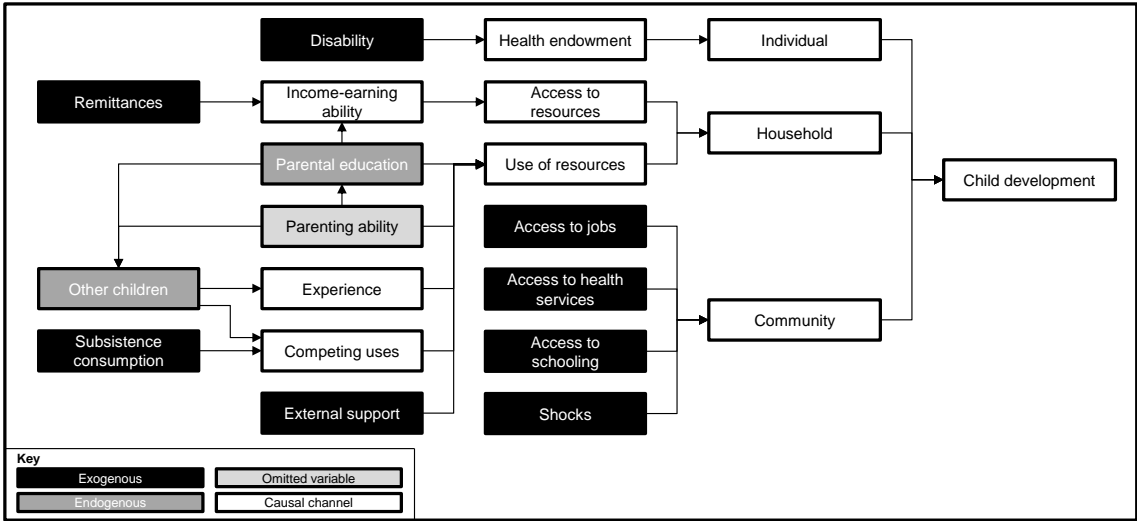 Disability
Health endowment
Individual
Remittances
Income-earning
ability
Access to
resources
Household
Parental education
Use of resources
Child development
Parenting ability
Access to jobs
Other children
Experience
Access to health
services
Community
Subsistence
consumption
Competing uses
Access to
schooling
External support
Shocks
Key
Exogenous
Omitted variable
Endogenous
Causal channel